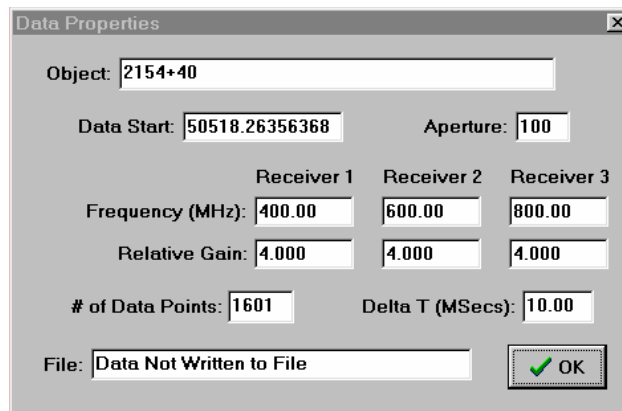 Data Properties
Object: 2154+40
Data Start: 50518.26356368 Aperture: 100
Receiver 1 Receiver 2 Receiver 3
Frequency (MHz): 400.00 600.00 800.00
Relative Gain: 4.000 4.000 4.000
# of Data Points: 1601 Delta T (MSecs): 10.00
File: Data Not Written to File OK